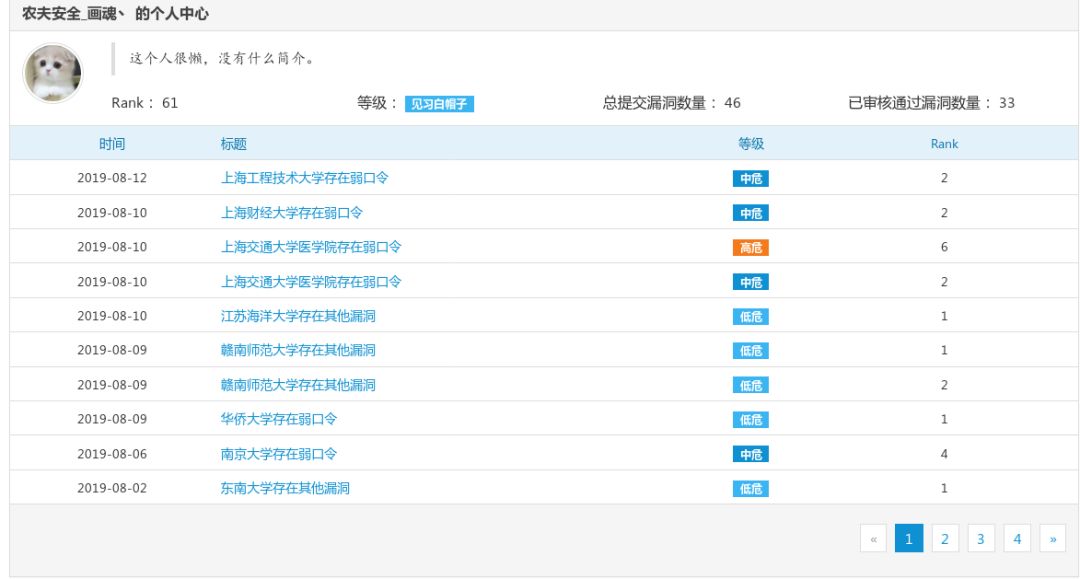 农夫安全_画魂丶 的个人中心
这个人很懒，没有什么简介。
Rank： 61 等级： 见习白帽子 总提交漏洞数量： 46 已审核通过漏洞数量： 33
时间 标题 等级 Rank
2019-08-12 上海工程技术大学存在弱口令 中危 2
2019-08-10 上海财经大学存在弱口令 中危 2
2019-08-10 上海交通大学医学院存在弱口令 高危 6
2019-08-10 上海交通大学医学院存在弱口令 中危 2
2019-08-10 江苏海洋大学存在其他漏洞 低危 1
2019-08-09 赣南师范大学存在其他漏洞 低危 1
2019-08-09 赣南师范大学存在其他漏洞 低危 2
2019-08-09 华侨大学存在弱口令 低危 1
2019-08-06 南京大学存在弱口令 中危 4
2019-08-02 东南大学存在其他漏洞 低危 1
« 1 2 3 4 »